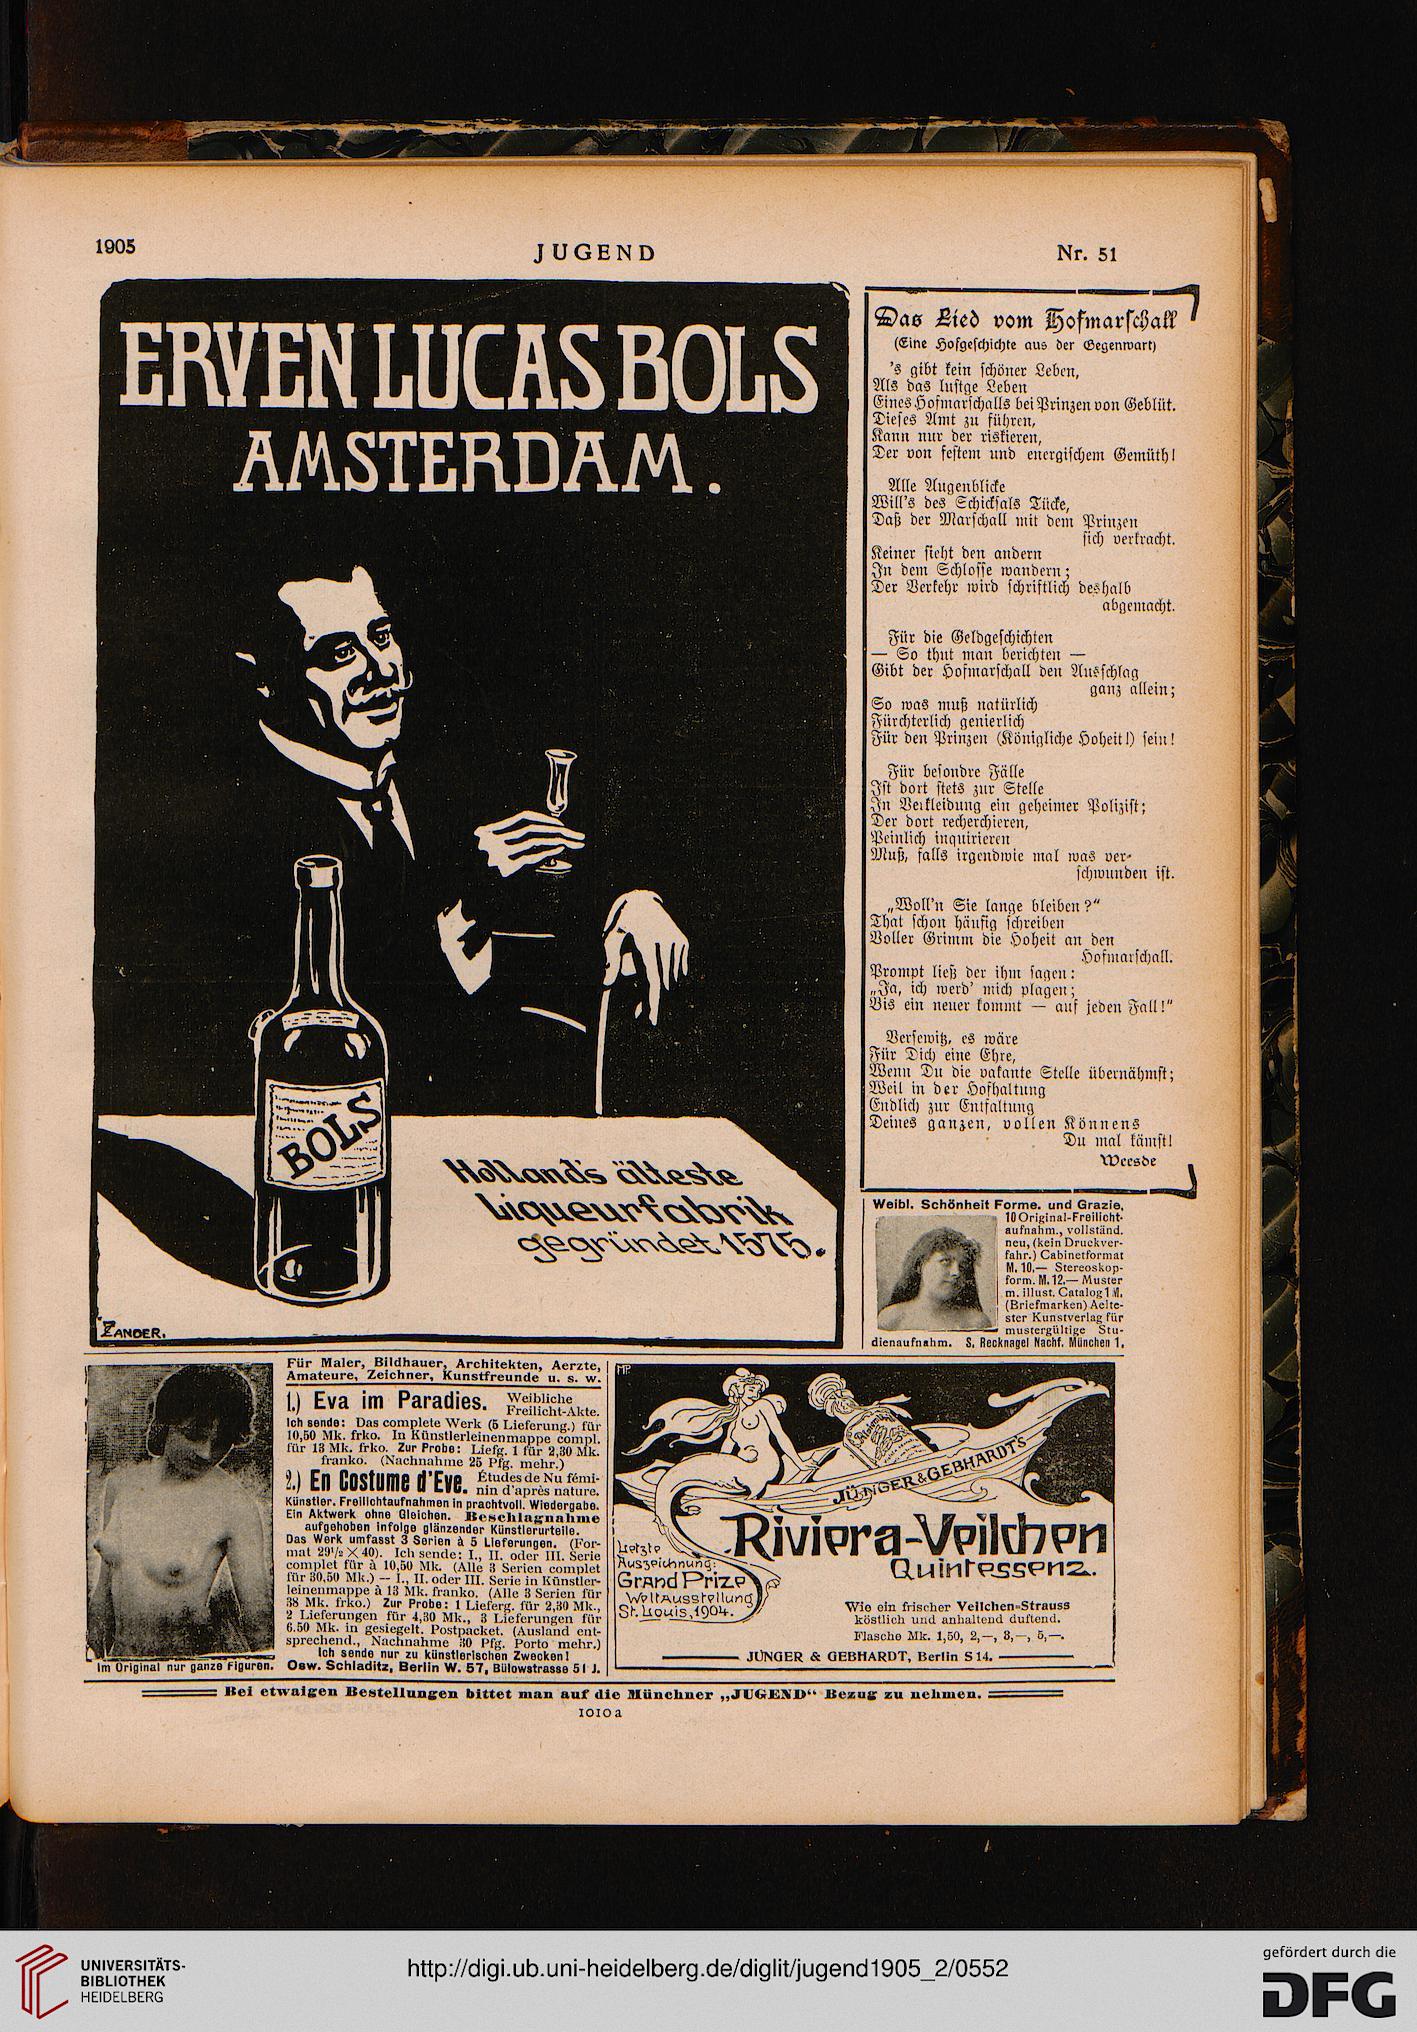 1905
JUGEND
Nr. 51
ERVEN LUCAS BOLS
AMSTERDAM.
BOLS
Holland's älteste
Liqueurfabrik
gegründet 1575.
ZANDER.
Das Lied vom Hofmarſchall
(Eine Hofgeſchichte aus der Gegenwart)
's gibt kein ſchöner Leben,
Als das luſtge Leben
Eines Hofmarſchalls bei Prinzen von Geblüt.
Dieſes Amt zu führen,
Kann nur der riskieren,
Der von feſtem und energiſchem Gemüth!
Alle Augenblicke
Will's des Schickſals Tücke,
Daß der Marſchall mit dem Prinzen
ſich verkracht.
Keiner ſieht den andern
In dem Schloſſe wandern;
Der Verkehr wird ſchriftlich deshalb
abgemacht.
Für die Geldgeſchichten
— So thut man berichten —
Gibt der Hofmarſchall den Ausſchlag
ganz allein;
So was muß natürlich
Fürchterlich genierlich
Für den Prinzen (Königliche Hoheit!) ſein!
Für beſondre Fälle
Iſt dort ſtets zur Stelle
In Verkleidung ein geheimer Poliziſt;
Der dort recherchieren,
Peinlich inquirieren
Muß, falls irgendwie mal was ver-
ſchwunden iſt.
„Woll'n Sie lange bleiben?“
That ſchon häufig ſchreiben
Voller Grimm die Hoheit an den
Hofmarſchall.
Prompt ließ der ihm ſagen:
„Ja, ich werd' mich plagen;
Bis ein neuer kommt — auf jeden Fall!“
Verſewitz, es wäre
Für Dich eine Ehre,
Wenn Du die vakante Stelle übernähmſt;
Weil in der Hofhaltung
Endlich zur Entfaltung
Deines ganzen, vollen Könnens
Du mal kämſt!
Weesde
Weibl. Schönheit Forme. und Grazie,
10 Original-Freilicht-
aufnahm., vollständ.
neu, (kein Druckver-
fahr.) Cabinetformat
M. 10.— Stereoskop-
form. M. 12.— Muster
m. illust. Catalog 1 M.
(Briefmarken) Aelte-
ster Kunstverlag für
mustergültige Stu-
dienaufnahm. S. Recknagel Nachf. München 1.
Im Original nur ganze Figuren.
Für Maler, Bildhauer, Architekten, Aerzte,
Amateure, Zeichner, Kunstfreunde u. s. w.
1.) Eva im Paradies. Weibliche
Freilicht-Akte.
Ich sende: Das complete Werk (5 Lieferung.) für
10,50 Mk. frko. In Künstlerleinenmappe compl.
für 13 Mk. frko. Zur Probe: Liefg. 1 für 2,30 Mk.
franko. (Nachnahme 25 Pfg. mehr.)
2.) En Costume d'Eve. Études de Nu fémi-
nin d'après nature.
Künstler. Freilichtaufnahmen in prachtvoll. Wiedergabe.
Ein Aktwerk ohne Gleichen. Beschlagnahme
aufgehoben infolge glänzender Künstlerurteile.
Das Werk umfasst 3 Serien à 5 Lieferungen. (For-
mat 29½×40). Ich sende: I., II. oder III. Serie
complet für à 10,50 Mk. (Alle 3 Serien complet
für 30,50 Mk.) — I., II. oder III. Serie in Künstler-
leinenmappe à 13 Mk. franko. (Alle 3 Serien für
38 Mk. frko.) Zur Probe: 1 Lieferg. für 2,30 Mk.,
2 Lieferungen für 4,30 Mk., 3 Lieferungen für
6.50 Mk. in gesiegelt. Postpacket. (Ausland ent-
sprechend., Nachnahme 30 Pfg. Porto mehr.)
Ich sende nur zu künstlerischen Zwecken!
Osw. Schladitz, Berlin W. 57, Bülowstrasse 51 J.
MP
JÜNGER & GEBHARDT'S
Riviera-Veilchen
Quintessenz.
Letzte
Auszeichnung:
Grand Prize
Weltausstellung
St. Louis, 1904.
Wie ein frischer Veilchen-Strauss
köstlich und anhaltend duftend.
Flasche Mk. 1,50, 2,—, 3,—, 5,—.
JÜNGER & GEBHARDT, Berlin S 14.
Bei etwaigen Bestellungen bittet man auf die Münchner „JUGEND“ Bezug zu nehmen.
1010a
UNIVERSITÄTS-
BIBLIOTHEK
HEIDELBERG
http://digi.ub.uni-heidelberg.de/diglit/jugend1905_2/0552
gefördert durch die
DFG